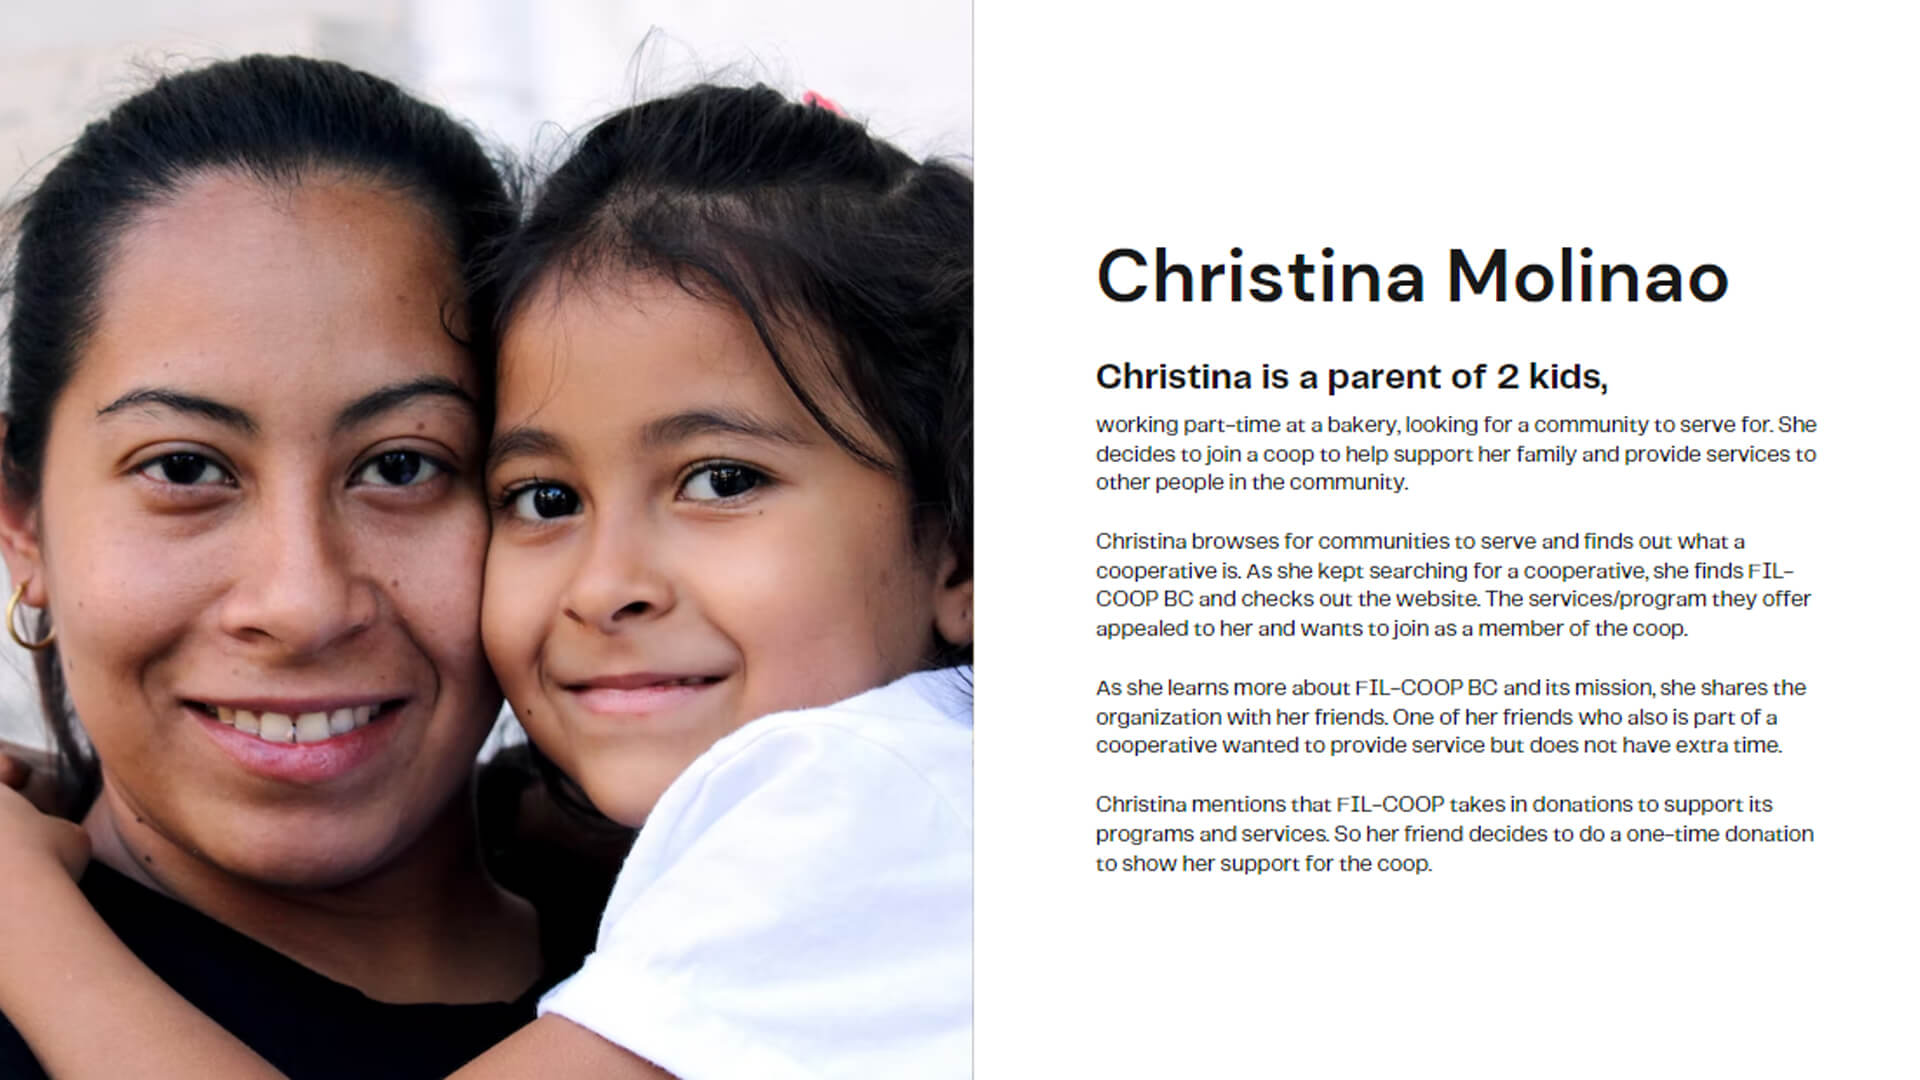 Christina Molinao
Christina is a parent of 2 kids,
working part-time at a bakery, looking for a community to serve for. She
decides to join a coop to help support her family and provide services to
other people in the community.
Christina browses for communities to serve and finds out what a
cooperative is. As she kept searching for a cooperative, she finds FIL-
COOP BC and checks out the website. The services/program they offer
appealed to her and wants to join as a member of the coop.
As she learns more about FIL-COOP BC and its mission, she shares the
organization with her friends. One of her friends who also is part of a
cooperative wanted to provide service but does not have extra time.
Christina mentions that FIL-COOP takes in donations to support its
programs and services. So her friend decides to do a one-time donation
to show her support for the coop.